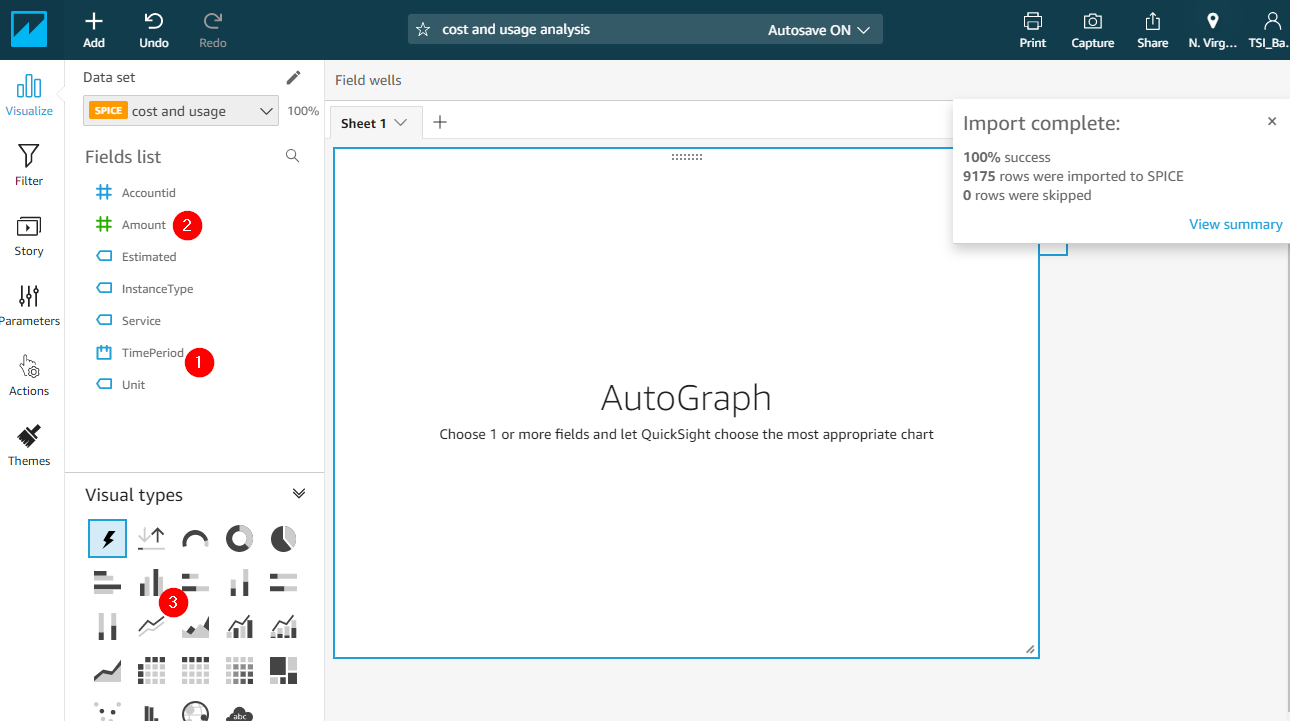 Add
Undo
Redo
cost and usage analysis
Autosave ON
Print
Capture
Share
N. Virg...
TSI_Ba...
Visualize
Filter
Story
Parameters
Actions
Themes
Data set
SPICE cost and usage
100%
Fields list
Accountid
Amount 2
Estimated
InstanceType
Service
TimePeriod 1
Unit
Visual types
3
abc
Field wells
Sheet 1
AutoGraph
Choose 1 or more fields and let QuickSight choose the most appropriate chart
Import complete:
100% success
9175 rows were imported to SPICE
0 rows were skipped
View summary